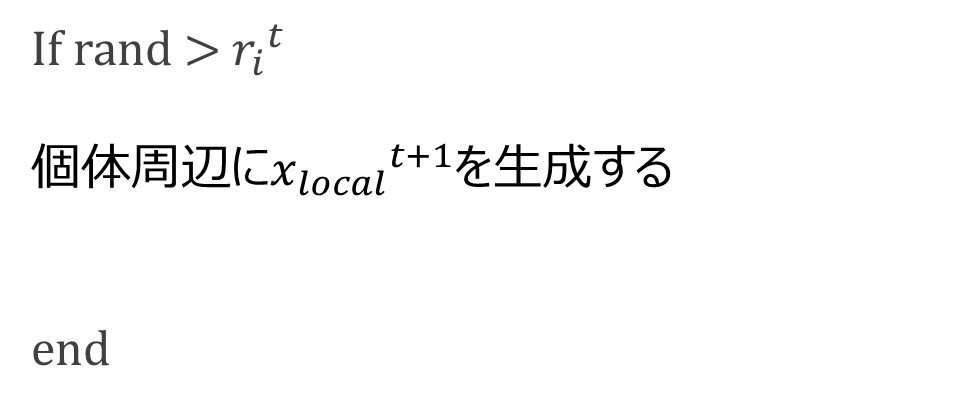 If rand > rᵢᵗ
個体周辺にx_local^{t+1}を生成する
end